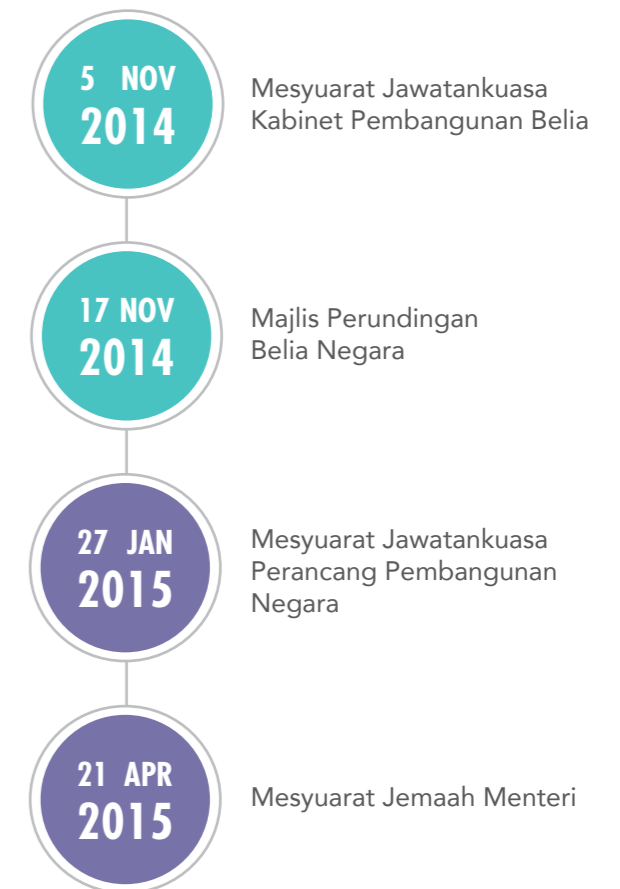 5 NOV
2014
Mesyuarat Jawatankuasa
Kabinet Pembangunan Belia
17 NOV
2014
Majlis Perundingan
Belia Negara
27 JAN
2015
Mesyuarat Jawatankuasa
Perancang Pembangunan
Negara
21 APR
2015
Mesyuarat Jemaah Menteri